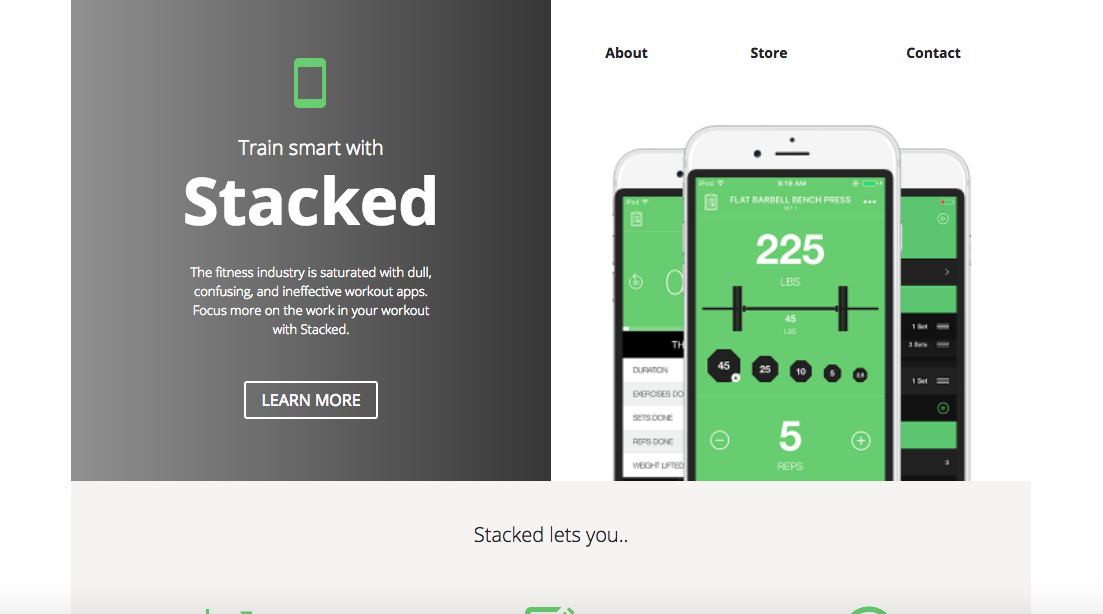 Train smart with
Stacked
The fitness industry is saturated with dull,
confusing, and ineffective workout apps.
Focus more on the work in your workout
with Stacked.
LEARN MORE
About
Store
Contact
iPod
iPod
9:19 AM
FLAT BARBELL BENCH PRESS
SET 1
225
LBS
45
LBS
45
25
10
5
2.5
5
REPS
30
0
TH
DURATION
EXERCISES DO
SETS DONE
REPS DONE
WEIGHT LIFTED
1 Set
3 Sets
1 Set
3
Stacked lets you..